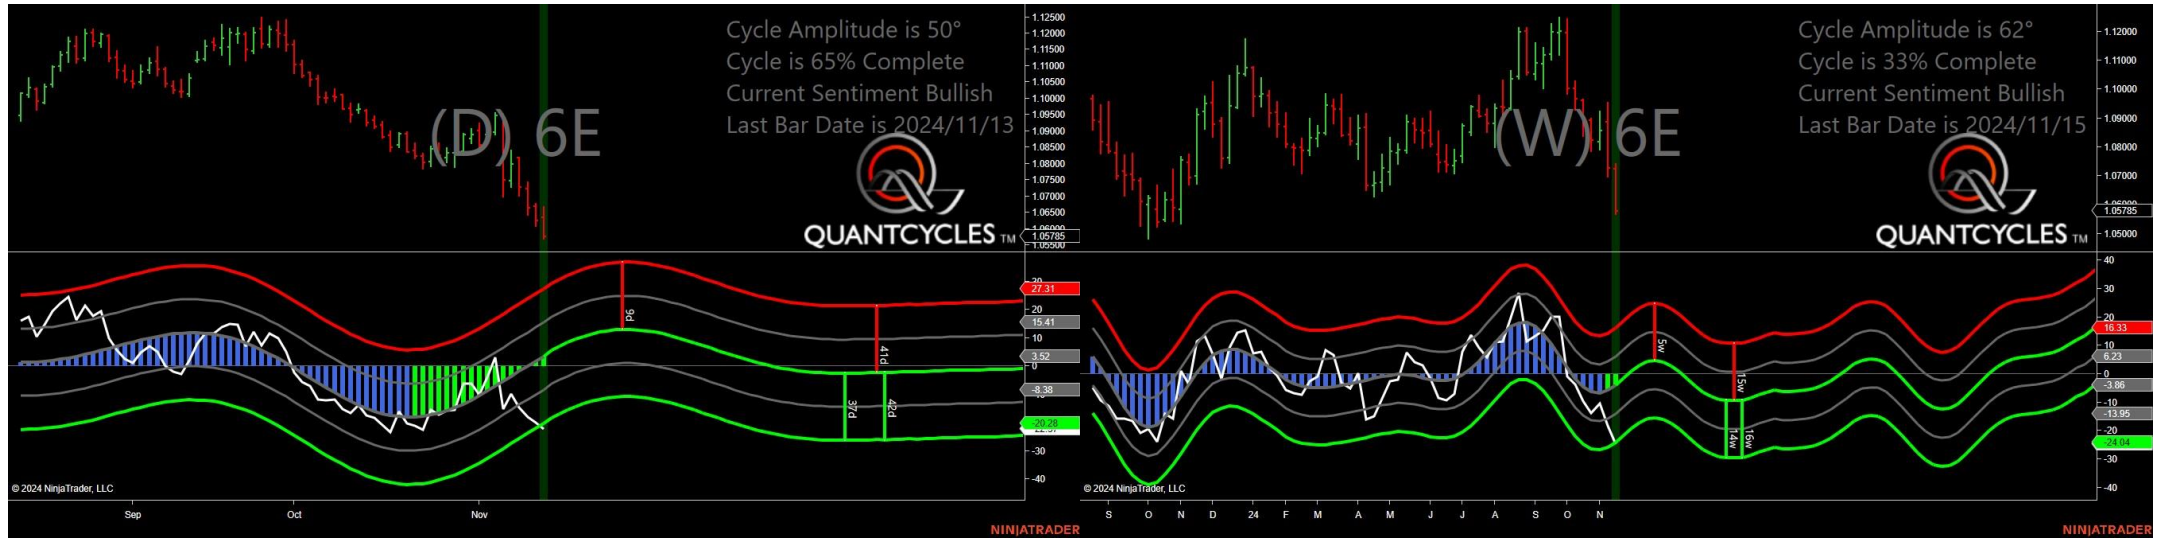 Cycle Amplitude is 50°
Cycle is 65% Complete
Current Sentiment Bullish
Last Bar Date is 2024/11/13
(D) 6E
QUANTCYCLES TM
1.12500
1.12000
1.11500
1.11000
1.10500
1.10000
1.09500
1.09000
1.08500
1.08000
1.07500
1.07000
1.06500
1.05785
1.05500
27.31
20
15.41
10
3.52
0
-8.38
-20.28
-30
-40
9d
41d
37d
42d
© 2024 NinjaTrader, LLC
Sep
Oct
Nov
NINJATRADER
Cycle Amplitude is 62°
Cycle is 33% Complete
Current Sentiment Bullish
Last Bar Date is 2024/11/15
(W) 6E
QUANTCYCLES TM
1.12000
1.11000
1.10000
1.09000
1.08000
1.07000
1.05785
1.05000
40
30
20
16.33
10
6.23
0
-3.86
-10
-13.95
-20
-24.04
-30
-40
5w
15w
14w
16w
© 2024 NinjaTrader, LLC
S O N D 24 F M A M J J A S O N
NINJATRADER